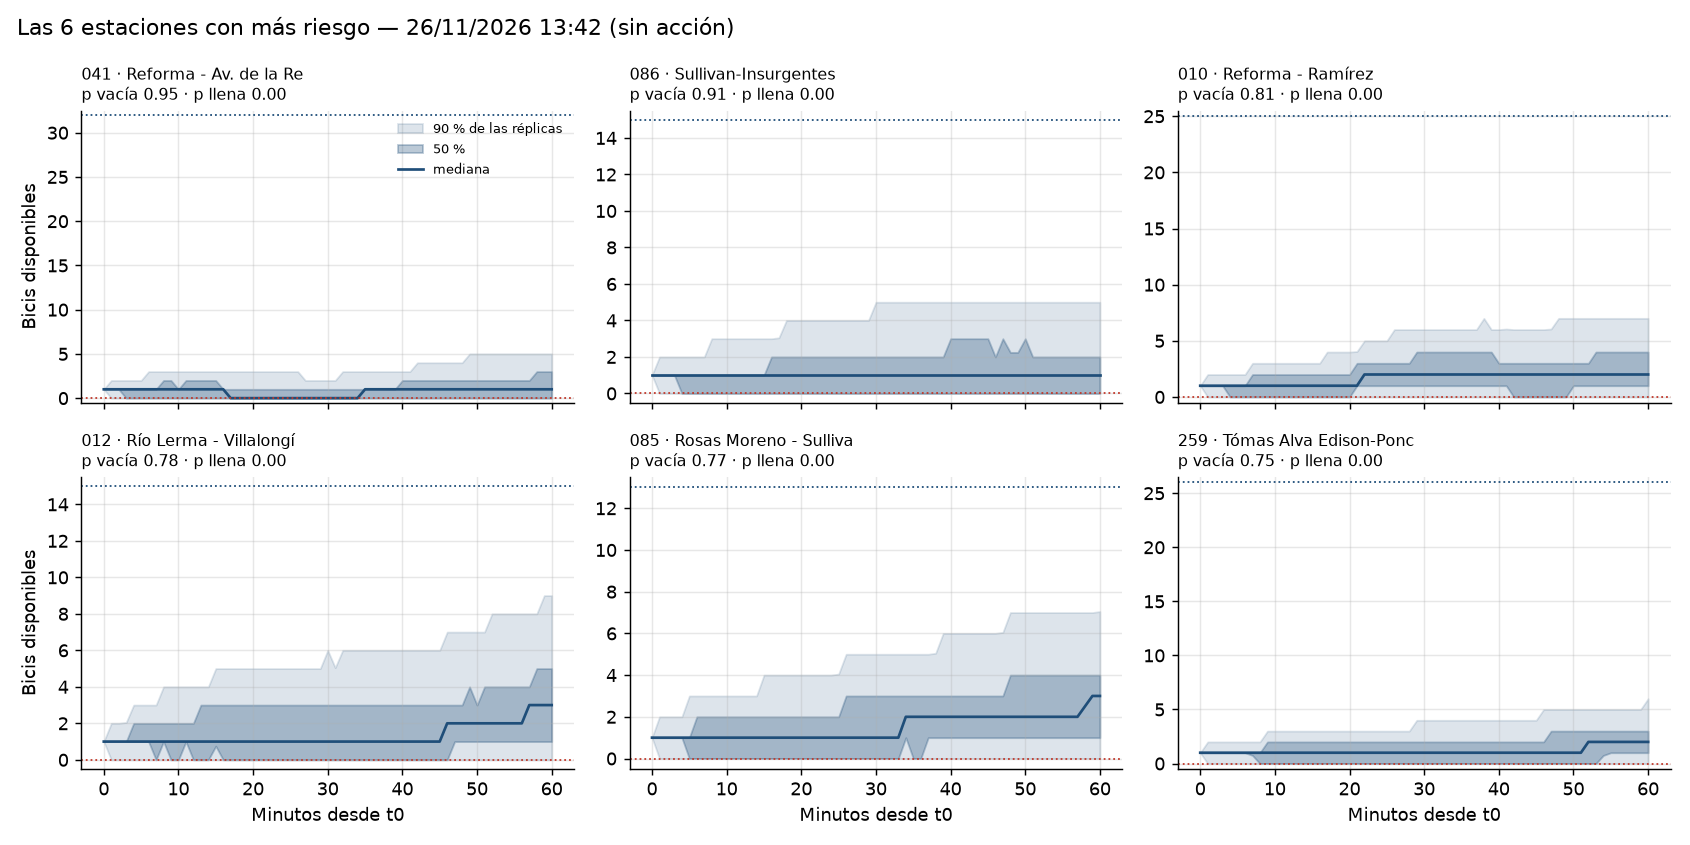 Las 6 estaciones con más riesgo — 26/11/2026 13:42 (sin acción)
041 · Reforma - Av. de la Re
p vacía 0.95 · p llena 0.00
30
25
20
15
10
5
0
Bicis disponibles
90 % de las réplicas
50 %
mediana
086 · Sullivan-Insurgentes
p vacía 0.91 · p llena 0.00
14
12
10
8
6
4
2
0
010 · Reforma - Ramírez
p vacía 0.81 · p llena 0.00
25
20
15
10
5
0
012 · Río Lerma - Villalongí
p vacía 0.78 · p llena 0.00
14
12
10
8
6
4
2
0
Bicis disponibles
0 10 20 30 40 50 60
Minutos desde t0
085 · Rosas Moreno - Sulliva
p vacía 0.77 · p llena 0.00
12
10
8
6
4
2
0
0 10 20 30 40 50 60
Minutos desde t0
259 · Tómas Alva Edison-Ponc
p vacía 0.75 · p llena 0.00
25
20
15
10
5
0
0 10 20 30 40 50 60
Minutos desde t0